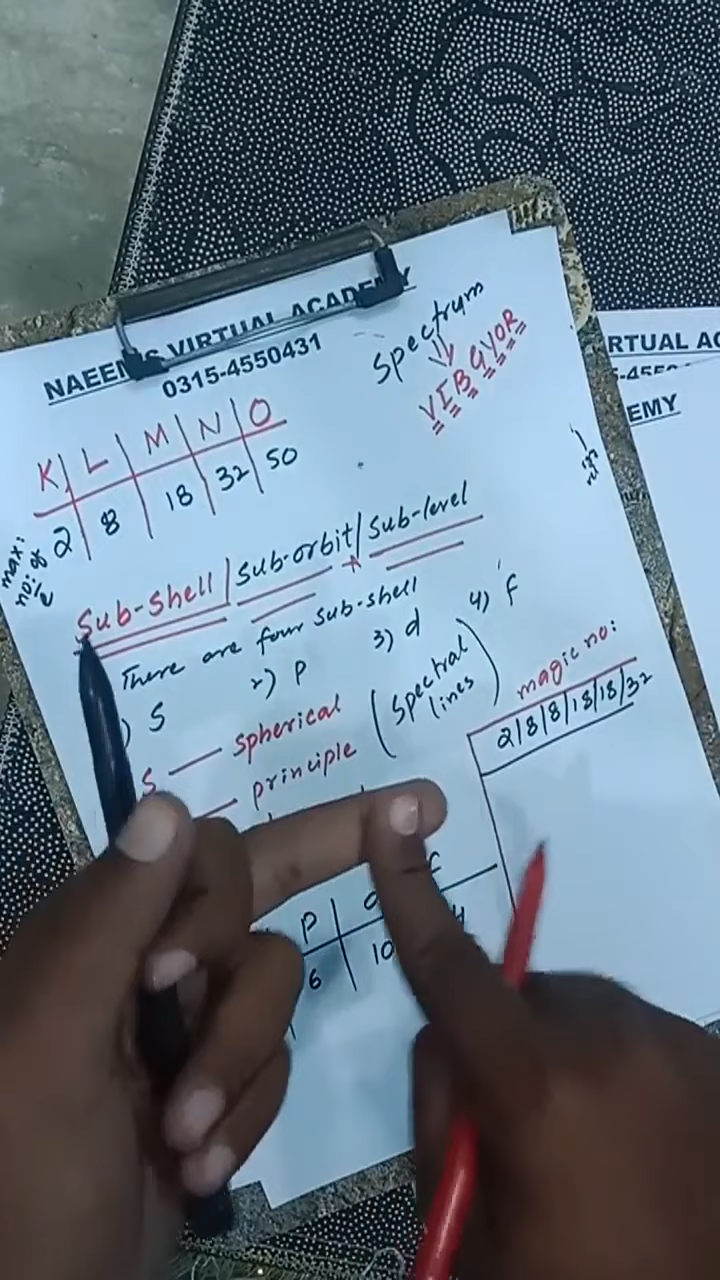 NAEEM'S VIRTUAL ACADEMY
0315-4550431
Spectrum
VIBGYOR
K L M N O
2 8 18 32 50
max:
no: of
e
Sub-Shell / Sub-orbit / Sub-level
There are four Sub-shell
) S 2) P 3) d 4) f
S — spherical (Spectral
— principle lines)
magic no:
2/8/8/18/18/32
P d f
6 10 4
RTUAL AC
EMY